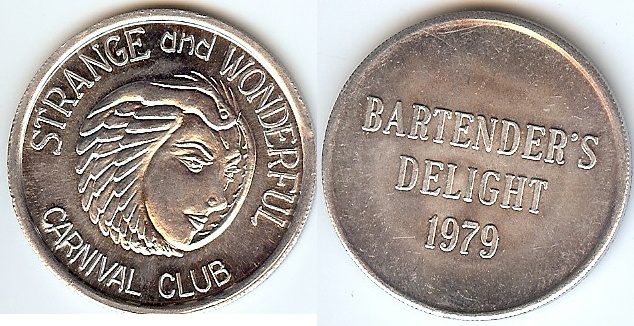 STRANGE and WONDERFUL
CARNIVAL CLUB
BARTENDER'S
DELIGHT
1979